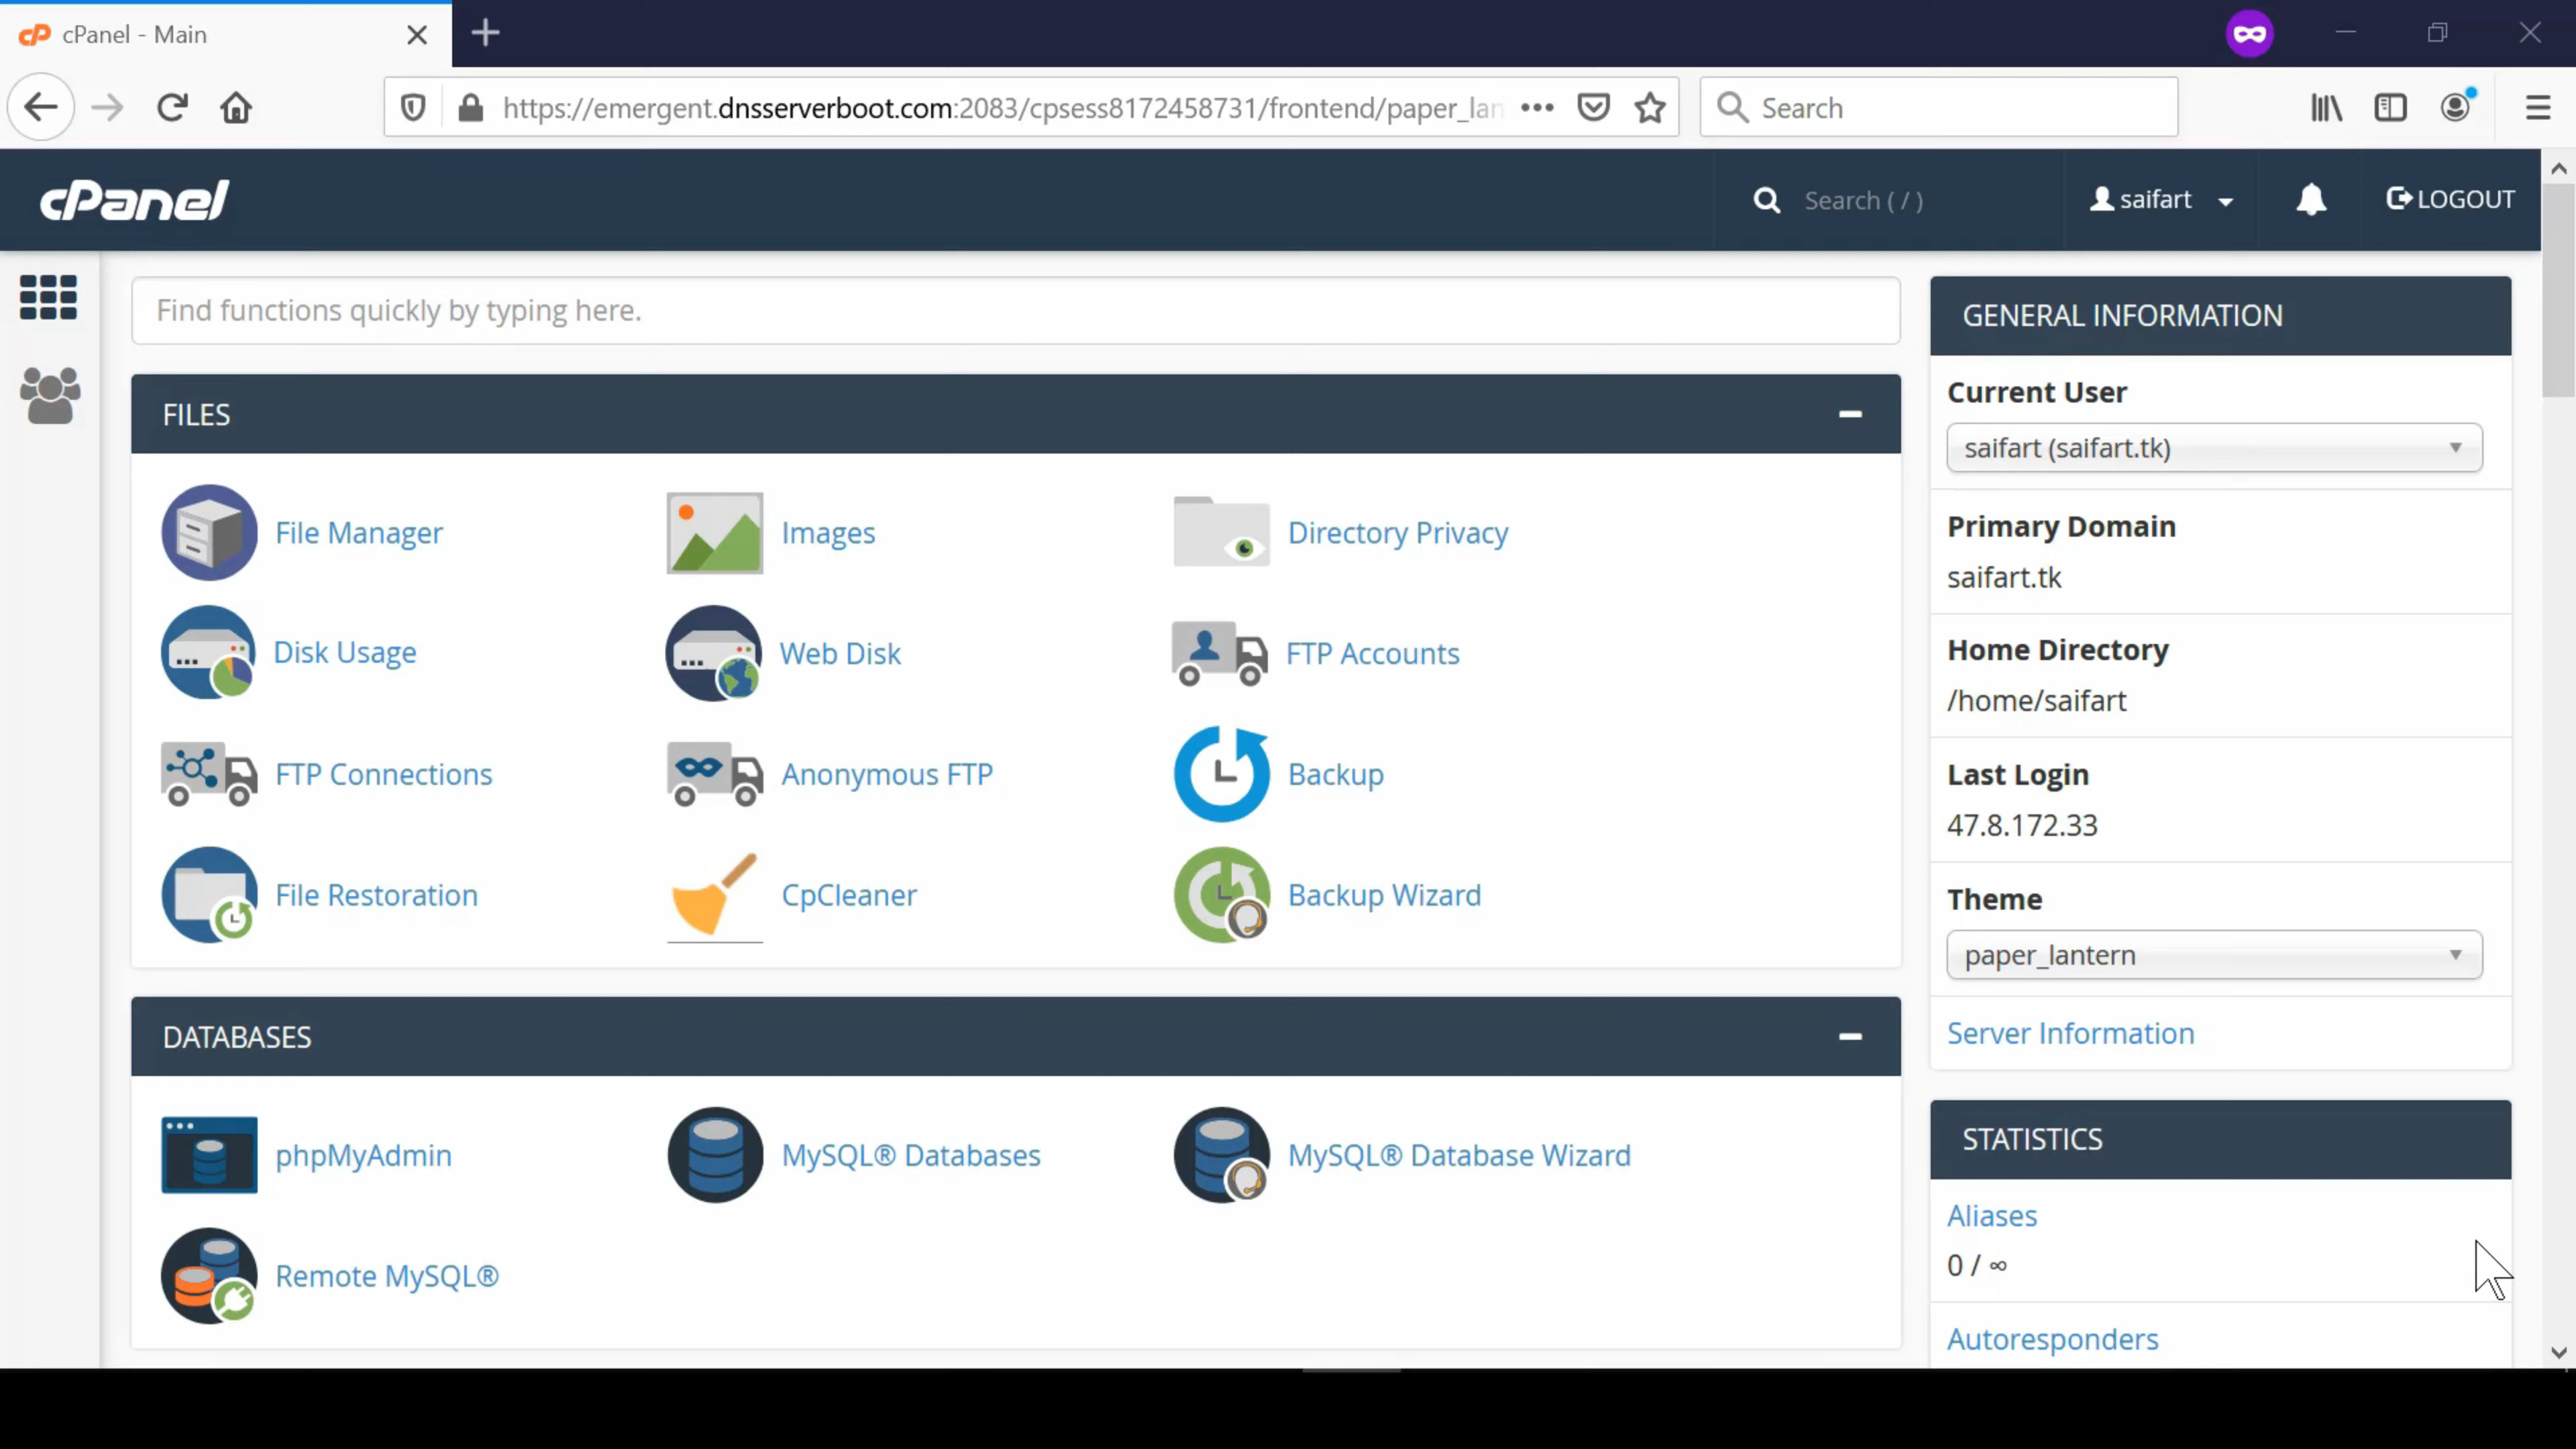 cPanel - Main
https://emergent.dnsserverboot.com:2083/cpsess8172458731/frontend/paper_lan
Search
cPanel
Search ( / )
saifart
LOGOUT
Find functions quickly by typing here.
FILES
File Manager
Images
Directory Privacy
Disk Usage
Web Disk
FTP Accounts
FTP Connections
Anonymous FTP
Backup
File Restoration
CpCleaner
Backup Wizard
DATABASES
phpMyAdmin
MySQL® Databases
MySQL® Database Wizard
Remote MySQL®
GENERAL INFORMATION
Current User
saifart (saifart.tk)
Primary Domain
saifart.tk
Home Directory
/home/saifart
Last Login
47.8.172.33
Theme
paper_lantern
Server Information
STATISTICS
Aliases
0 / ∞
Autoresponders